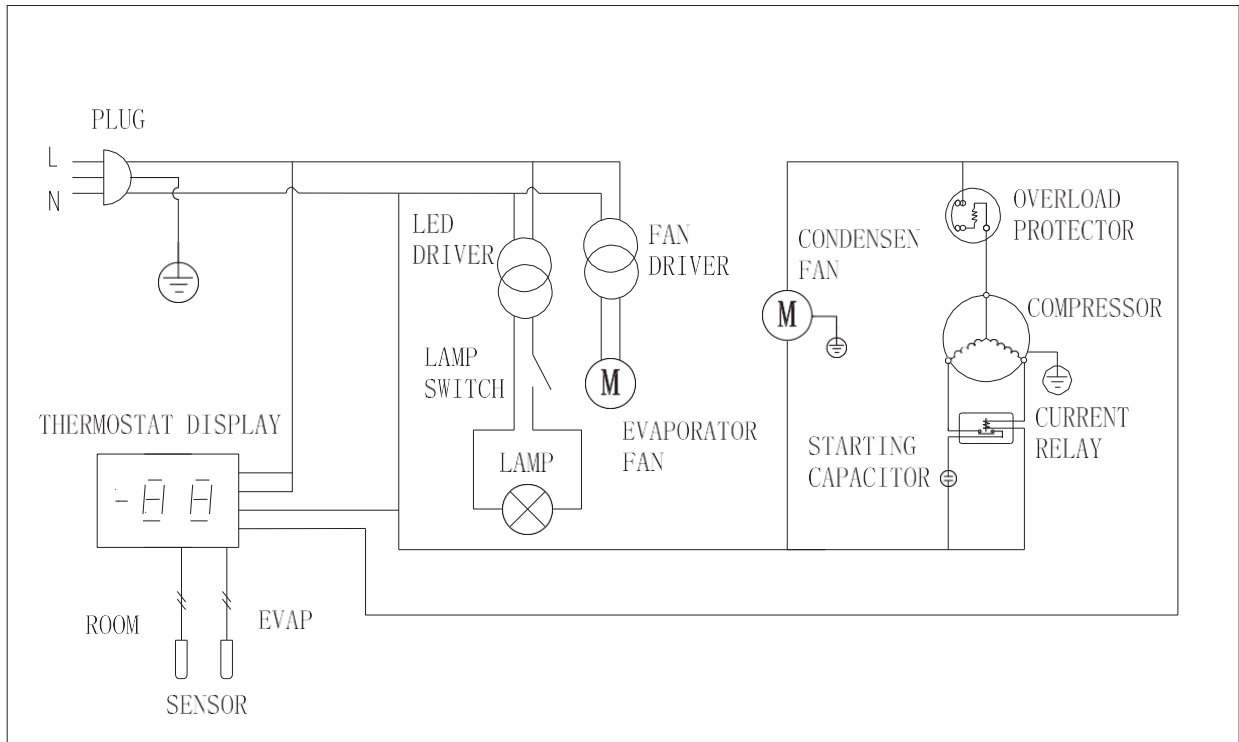 PLUG
L
N
LED
DRIVER
FAN
DRIVER
CONDENSEN
FAN
OVERLOAD
PROTECTOR
M
COMPRESSOR
LAMP
SWITCH
M
THERMOSTAT DISPLAY
EVAPORATOR
FAN
CURRENT
RELAY
STARTING
CAPACITOR
LAMP
-88
ROOM
EVAP
SENSOR